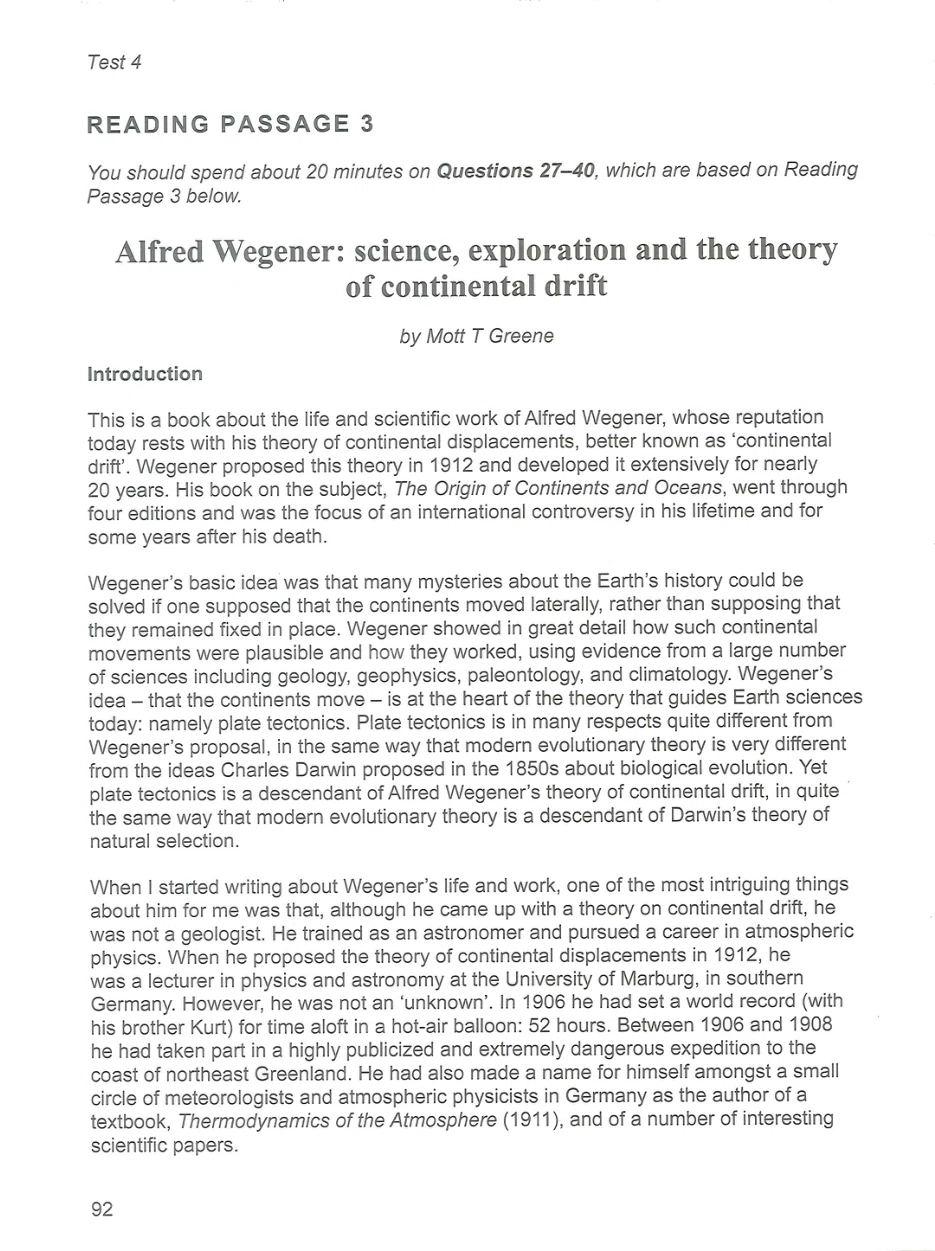 Test 4
READING PASSAGE 3
You should spend about 20 minutes on Questions 27–40, which are based on Reading
Passage 3 below.
Alfred Wegener: science, exploration and the theory
of continental drift
by Mott T Greene
Introduction
This is a book about the life and scientific work of Alfred Wegener, whose reputation
today rests with his theory of continental displacements, better known as ‘continental
drift’. Wegener proposed this theory in 1912 and developed it extensively for nearly
20 years. His book on the subject, The Origin of Continents and Oceans, went through
four editions and was the focus of an international controversy in his lifetime and for
some years after his death.
Wegener’s basic idea was that many mysteries about the Earth’s history could be
solved if one supposed that the continents moved laterally, rather than supposing that
they remained fixed in place. Wegener showed in great detail how such continental
movements were plausible and how they worked, using evidence from a large number
of sciences including geology, geophysics, paleontology, and climatology. Wegener’s
idea – that the continents move – is at the heart of the theory that guides Earth sciences
today: namely plate tectonics. Plate tectonics is in many respects quite different from
Wegener’s proposal, in the same way that modern evolutionary theory is very different
from the ideas Charles Darwin proposed in the 1850s about biological evolution. Yet
plate tectonics is a descendant of Alfred Wegener’s theory of continental drift, in quite
the same way that modern evolutionary theory is a descendant of Darwin’s theory of
natural selection.
When I started writing about Wegener’s life and work, one of the most intriguing things
about him for me was that, although he came up with a theory on continental drift, he
was not a geologist. He trained as an astronomer and pursued a career in atmospheric
physics. When he proposed the theory of continental displacements in 1912, he
was a lecturer in physics and astronomy at the University of Marburg, in southern
Germany. However, he was not an ‘unknown’. In 1906 he had set a world record (with
his brother Kurt) for time aloft in a hot-air balloon: 52 hours. Between 1906 and 1908
he had taken part in a highly publicized and extremely dangerous expedition to the
coast of northeast Greenland. He had also made a name for himself amongst a small
circle of meteorologists and atmospheric physicists in Germany as the author of a
textbook, Thermodynamics of the Atmosphere (1911), and of a number of interesting
scientific papers.
92